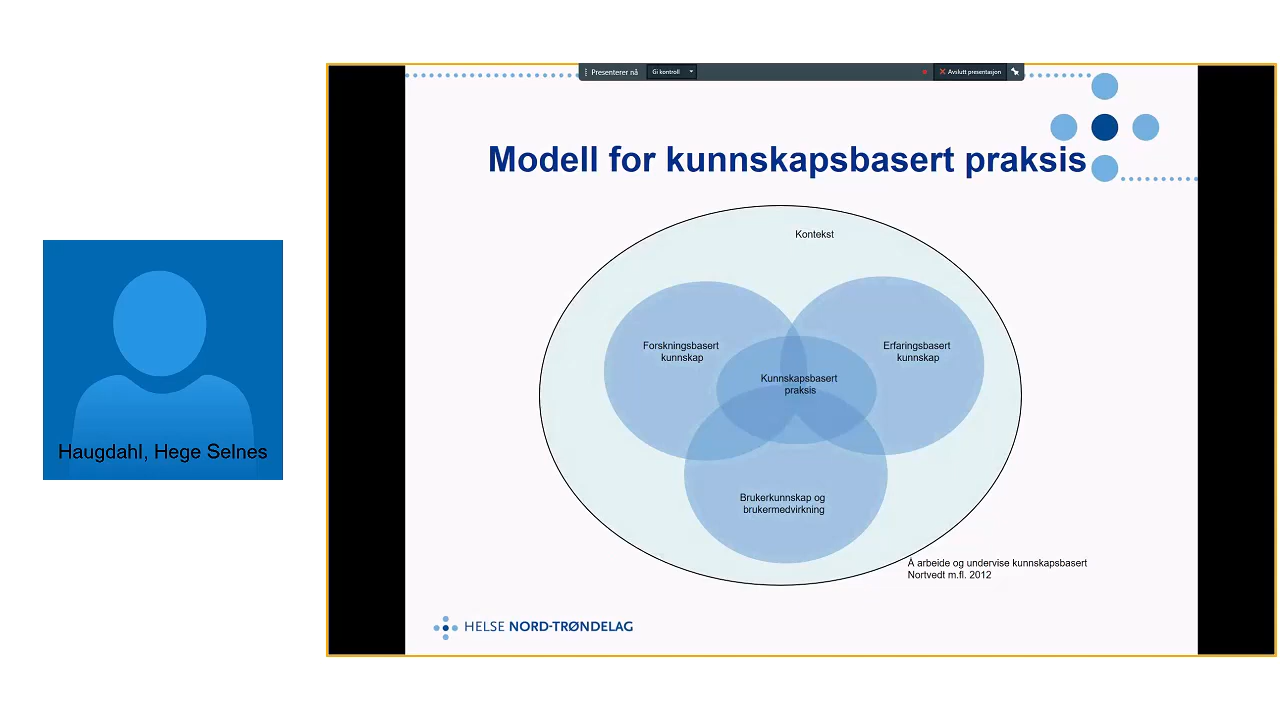 Presenterer nå
Gi kontroll
Avslutt presentasjon
Modell for kunnskapsbasert praksis
Kontekst
Forskningsbasert
kunnskap
Erfaringsbasert
kunnskap
Kunnskapsbasert
praksis
Brukerkunnskap og
brukermedvirkning
Å arbeide og undervise kunnskapsbasert
Nortvedt m.fl. 2012
HELSE NORD-TRØNDELAG
Haugdahl, Hege Selnes